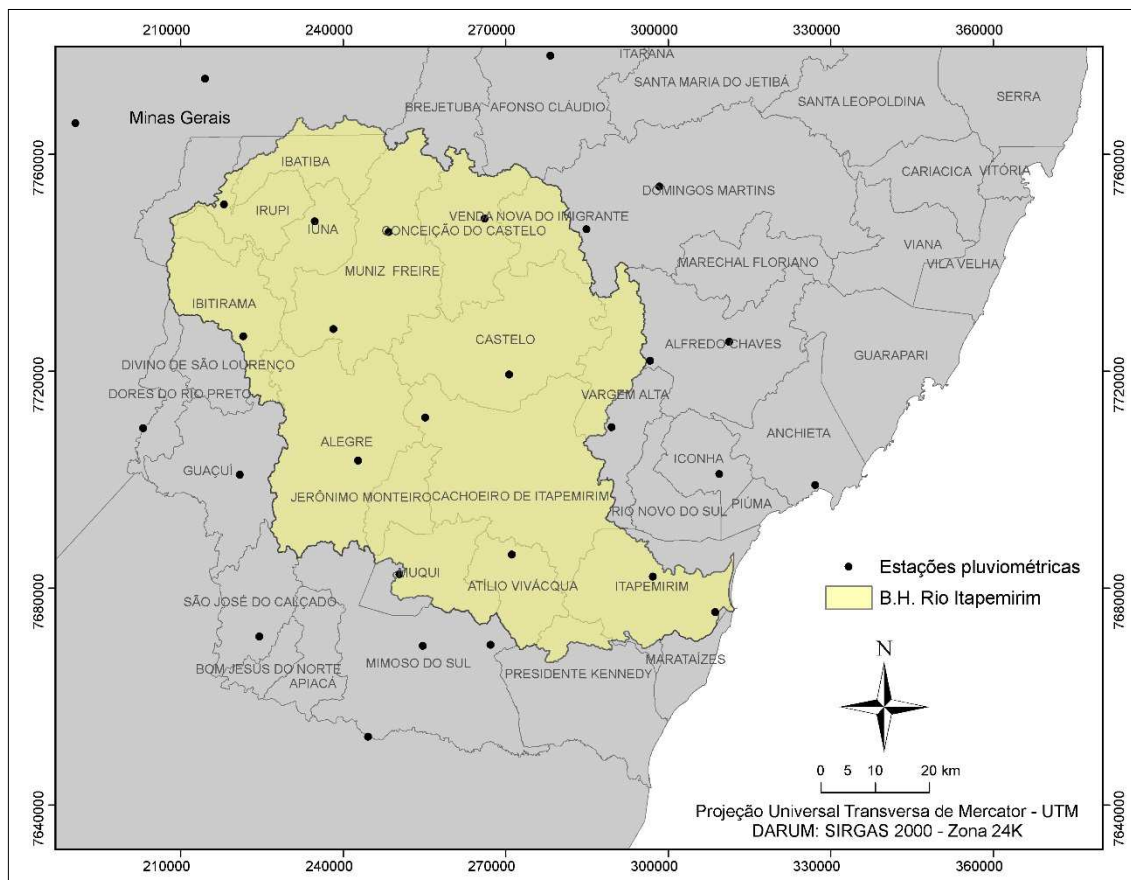 210000 240000 270000 300000 330000 360000
ITARANA
SANTA MARIA DO JETIBÁ
BREJETUBA
AFONSO CLÁUDIO
SANTA LEOPOLDINA
SERRA
Minas Gerais
7760000
7760000
IBATIBA
CARIACICA
VITÓRIA
DOMINGOS MARTINS
IRUPI
VENDA NOVA DO IMIGRANTE
IÚNA
CONCEIÇÃO DO CASTELO
VIANA
VILA VELHA
MARECHAL FLORIANO
MUNIZ FREIRE
IBITIRAMA
CASTELO
ALFREDO CHAVES
GUARAPARI
DIVINO DE SÃO LOURENÇO
7720000
7720000
DORES DO RIO PRETO
VARGEM ALTA
ANCHIETA
ALEGRE
ICONHA
GUAÇUÍ
JERÔNIMO MONTEIRO
CACHOEIRO DE ITAPEMIRIM
PIÚMA
RIO NOVO DO SUL
Estações pluviométricas
MUQUI
ATÍLIO VIVÁCQUA
ITAPEMIRIM
B.H. Rio Itapemirim
7680000
7680000
SÃO JOSÉ DO CALÇADO
N
MARATAÍZES
MIMOSO DO SUL
BOM JESUS DO NORTE
PRESIDENTE KENNEDY
APIACÁ
0 5 10 20 km
7640000
7640000
Projeção Universal Transversa de Mercator - UTM
DARUM: SIRGAS 2000 - Zona 24K
210000 240000 270000 300000 330000 360000